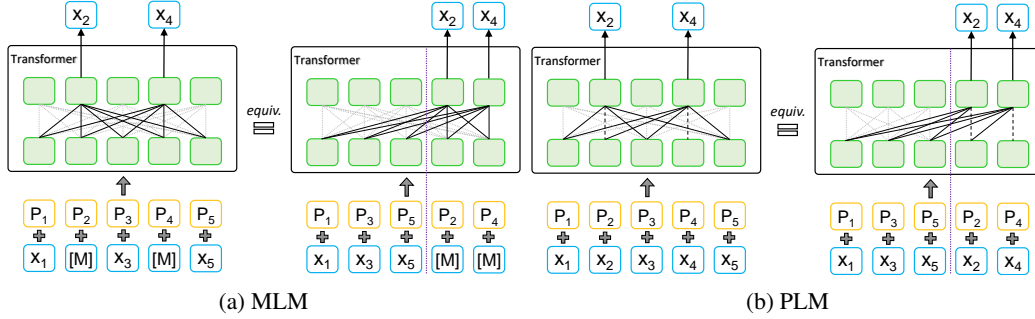 x2 x4 x2 x4 x2 x4 x2 x4
Transformer Transformer Transformer Transformer
equiv. equiv.
P1 P2 P3 P4 P5 P1 P3 P5 P2 P4 P1 P2 P3 P4 P5 P1 P3 P5 P2 P4
x1 [M] x3 [M] x5 x1 x3 x5 [M] [M] x1 x2 x3 x4 x5 x1 x3 x5 x2 x4
(a) MLM (b) PLM